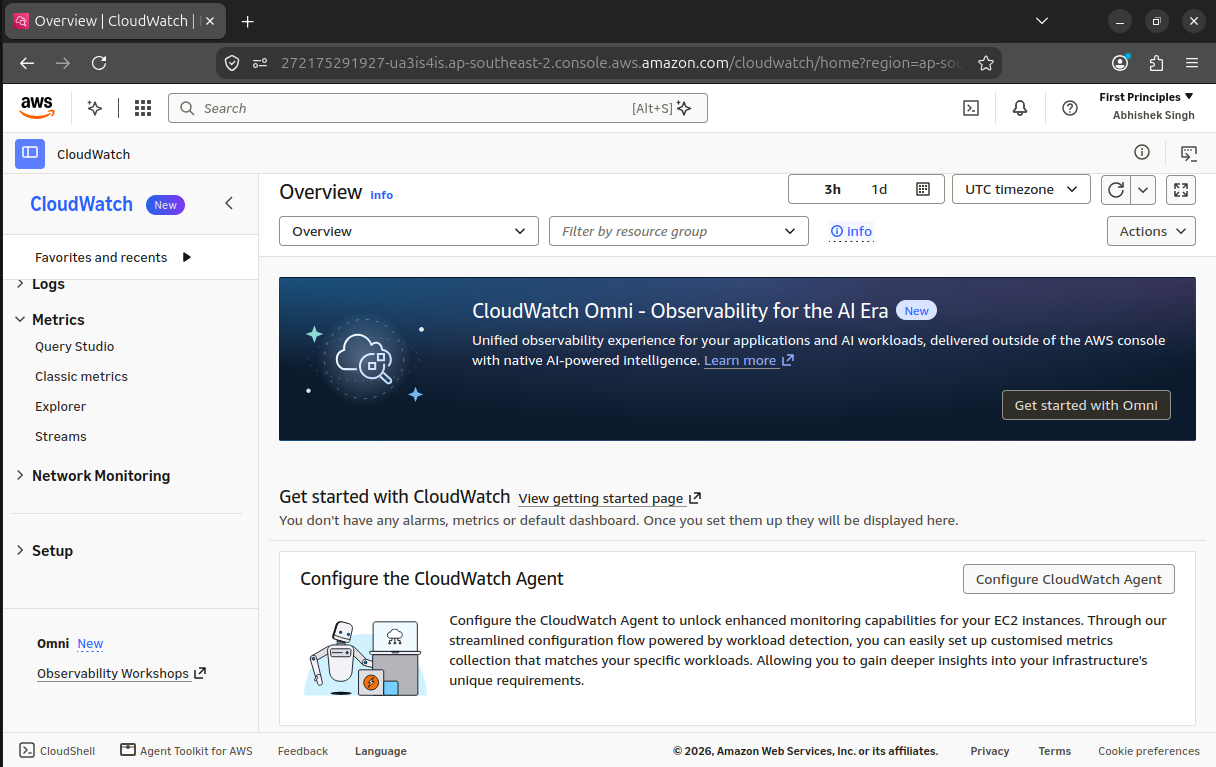 Overview | CloudWatch |
272175291927-ua3is4is.ap-southeast-2.console.aws.amazon.com/cloudwatch/home?region=ap-sou
aws
Search
[Alt+S]
First Principles
Abhishek Singh
CloudWatch
CloudWatch
New
Favorites and recents
Logs
Metrics
Query Studio
Classic metrics
Explorer
Streams
Network Monitoring
Setup
Omni New
Observability Workshops
Overview info
3h 1d
UTC timezone
Overview
Filter by resource group
info
Actions
CloudWatch Omni - Observability for the AI Era New
Unified observability experience for your applications and AI workloads, delivered outside of the AWS console
with native AI-powered intelligence. Learn more
Get started with Omni
Get started with CloudWatch View getting started page
You don't have any alarms, metrics or default dashboard. Once you set them up they will be displayed here.
Configure the CloudWatch Agent
Configure CloudWatch Agent
Configure the CloudWatch Agent to unlock enhanced monitoring capabilities for your EC2 instances. Through our
streamlined configuration flow powered by workload detection, you can easily set up customised metrics
collection that matches your specific workloads. Allowing you to gain deeper insights into your infrastructure's
unique requirements.
CloudShell
Agent Toolkit for AWS
Feedback
Language
© 2026, Amazon Web Services, Inc. or its affiliates.
Privacy
Terms
Cookie preferences